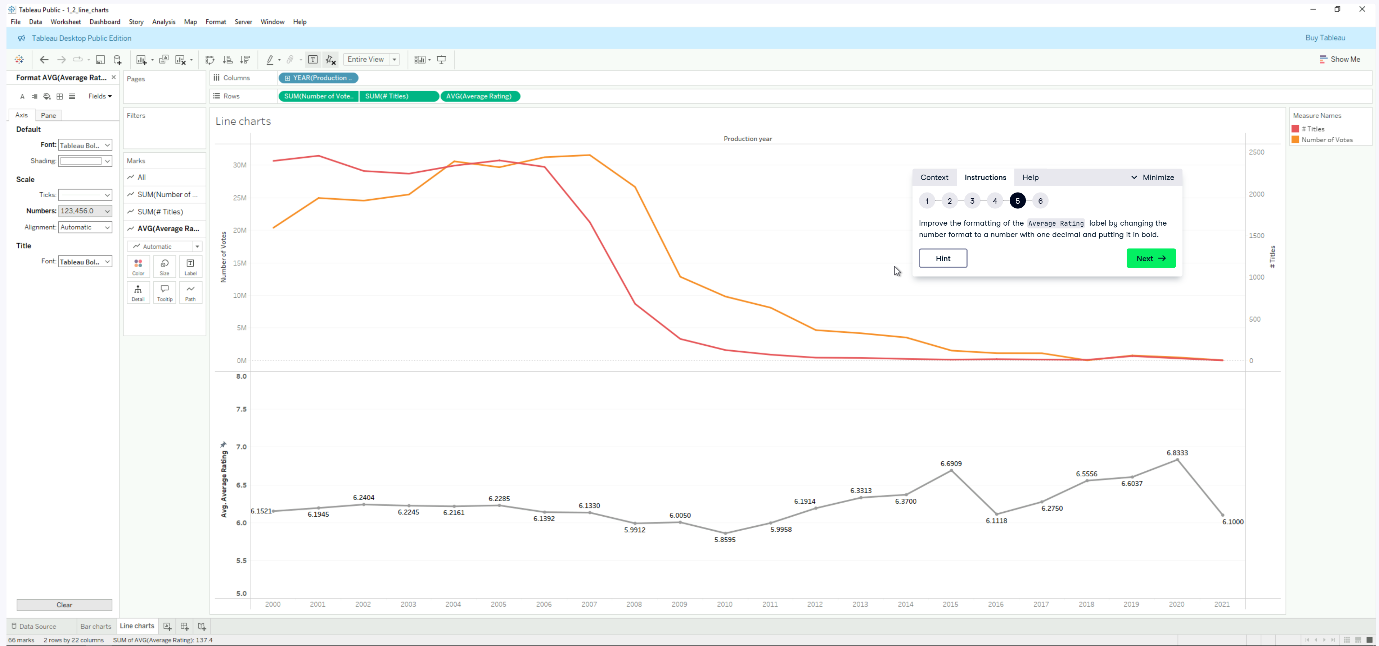 Tableau Public - 1_2_line_charts
File Data Worksheet Dashboard Story Analysis Map Format Server Window Help
Tableau Desktop Public Edition
Buy Tableau
Entire View
Show Me
Format AVG(Average Rat...
Fields
Axis Pane
Default
Font: Tableau Bol..
Shading:
Scale
Ticks:
Numbers: 123,456.0
Alignment: Automatic
Title
Font: Tableau Bol..
Clear
Pages
Filters
Marks
All
SUM(Number of ...
SUM(# Titles)
AVG(Average Ra...
Automatic
Color Size Label
Detail Tooltip Path
Columns
YEAR(Production ..
Rows
SUM(Number of Vote.. SUM(# Titles) AVG(Average Rating)
Line charts
Production year
30M
25M
20M
15M
10M
5M
0M
Number of Votes
2500
2000
1500
1000
500
0
# Titles
8.0
7.5
7.0
6.5
6.0
5.5
5.0
Avg. Average Rating
6.1521
6.1945
6.2404
6.2245
6.2161
6.2285
6.1392
6.1330
5.9912
6.0050
5.8595
5.9958
6.1914
6.3313
6.3700
6.6909
6.1118
6.2750
6.5556
6.6037
6.8333
6.1000
2000 2001 2002 2003 2004 2005 2006 2007 2008 2009 2010 2011 2012 2013 2014 2015 2016 2017 2018 2019 2020 2021
Context Instructions Help Minimize
1 2 3 4 5 6
Improve the formatting of the Average Rating label by changing the
number format to a number with one decimal and putting it in bold.
Hint
Next
Measure Names
# Titles
Number of Votes
Data Source Bar charts Line charts
66 marks 2 rows by 22 columns SUM of AVG(Average Rating): 137.4